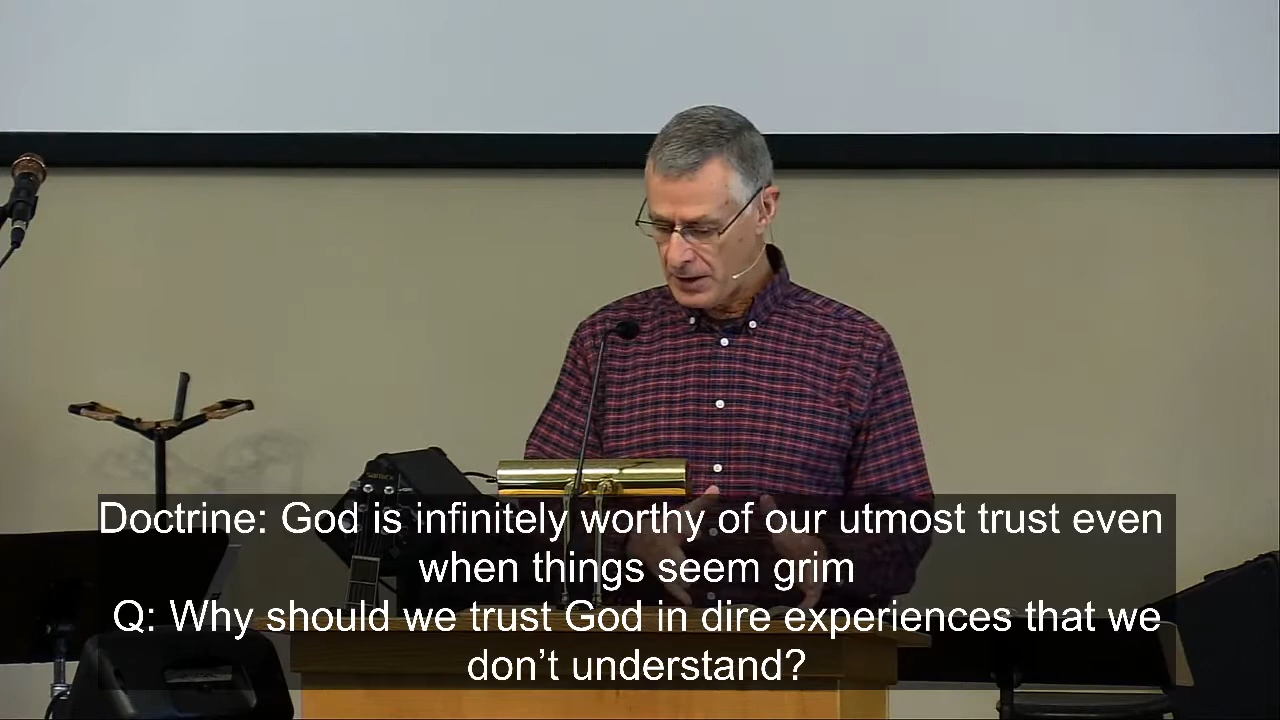 Doctrine: God is infinitely worthy of our utmost trust even
when things seem grim
Q: Why should we trust God in dire experiences that we
don’t understand?